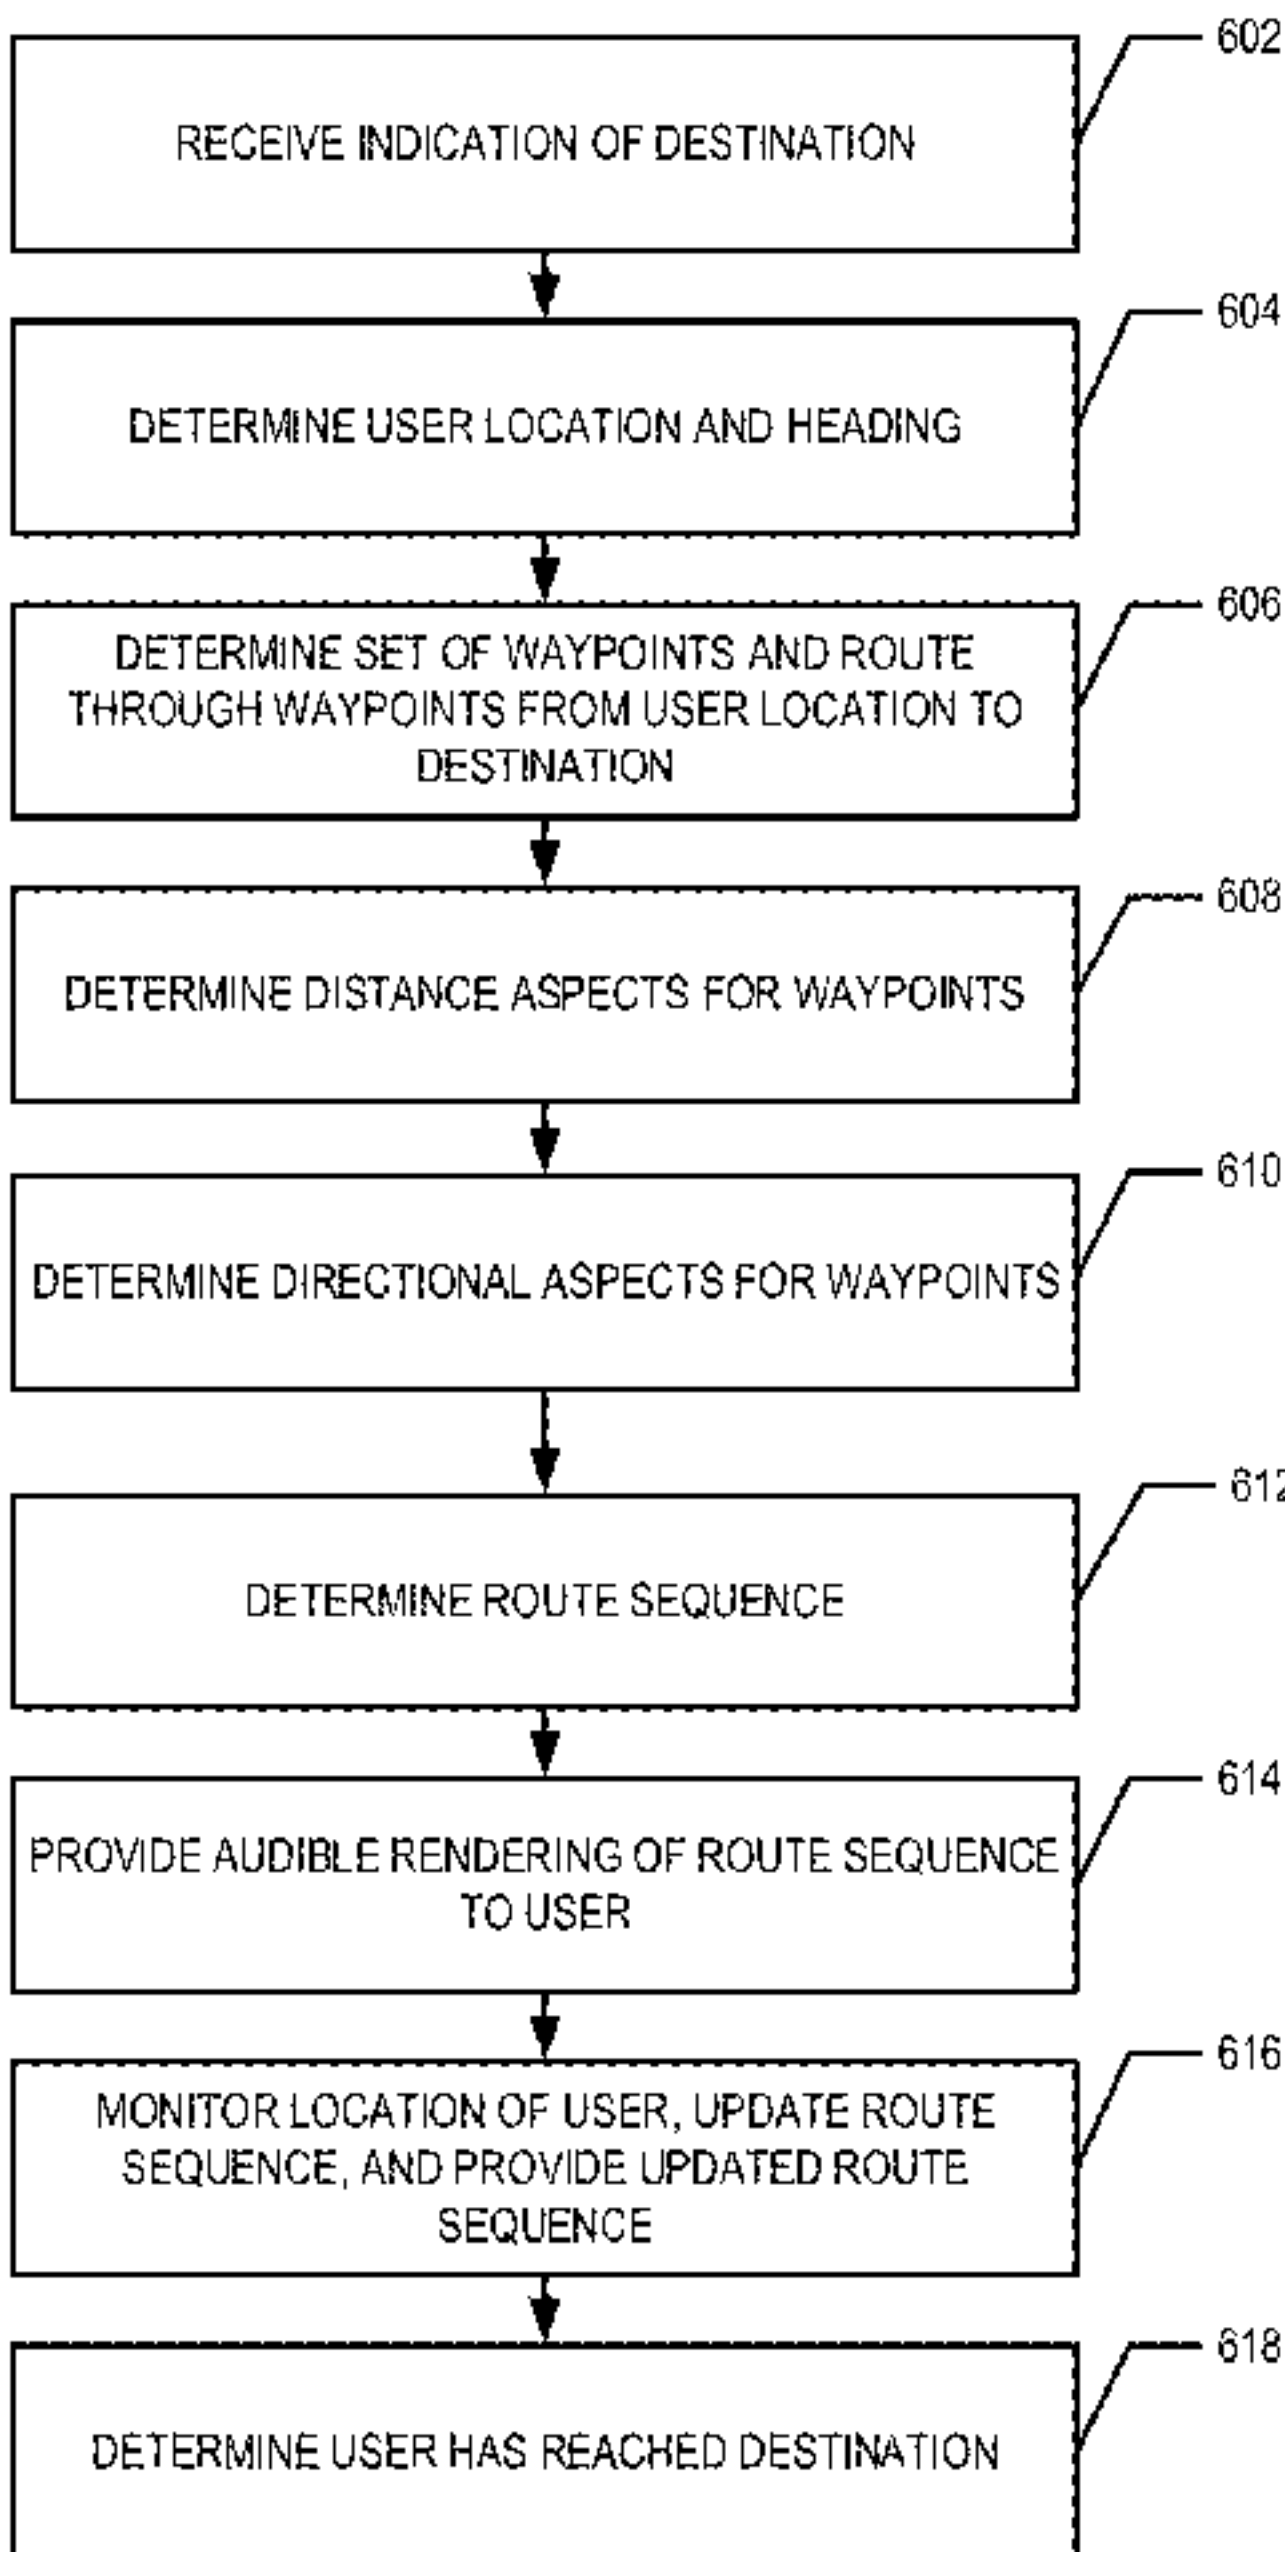 602
RECEIVE INDICATION OF DESTINATION
604
DETERMINE USER LOCATION AND HEADING
606
DETERMINE SET OF WAYPOINTS AND ROUTE
THROUGH WAYPOINTS FROM USER LOCATION TO
DESTINATION
608
DETERMINE DISTANCE ASPECTS FOR WAYPOINTS
610
DETERMINE DIRECTIONAL ASPECTS FOR WAYPOINTS
612
DETERMINE ROUTE SEQUENCE
614
PROVIDE AUDIBLE RENDERING OF ROUTE SEQUENCE
TO USER
616
MONITOR LOCATION OF USER, UPDATE ROUTE
SEQUENCE, AND PROVIDE UPDATED ROUTE
SEQUENCE
618
DETERMINE USER HAS REACHED DESTINATION